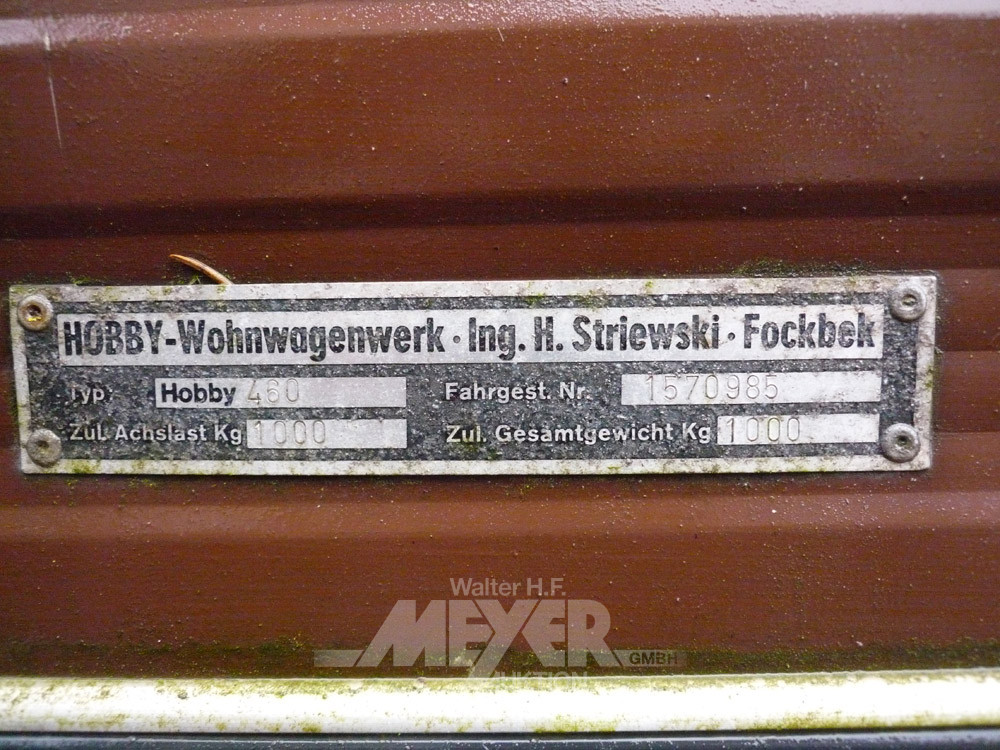 HOBBY-Wohnwagenwerk · Ing. H. Striewski · Fockbek
Typ: Hobby 460 Fahrgest. Nr. 1570985
Zul. Achslast Kg 1000 Zul. Gesamtgewicht Kg 1000
Walter H.F.
MEYER GMBH
AUKTION